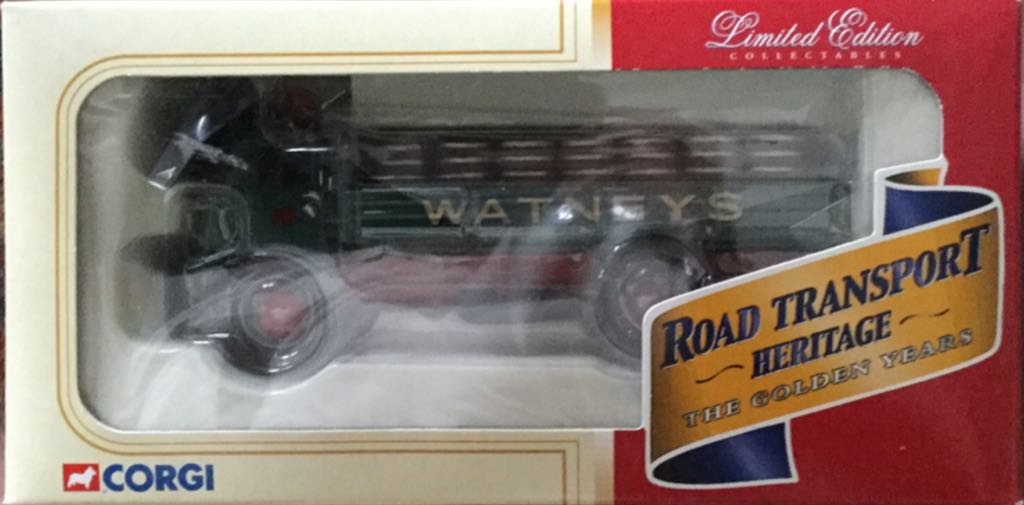 Limited Edition
COLLECTABLES
WATNEYS
ROAD TRANSPORT
HERITAGE
THE GOLDEN YEARS
CORGI